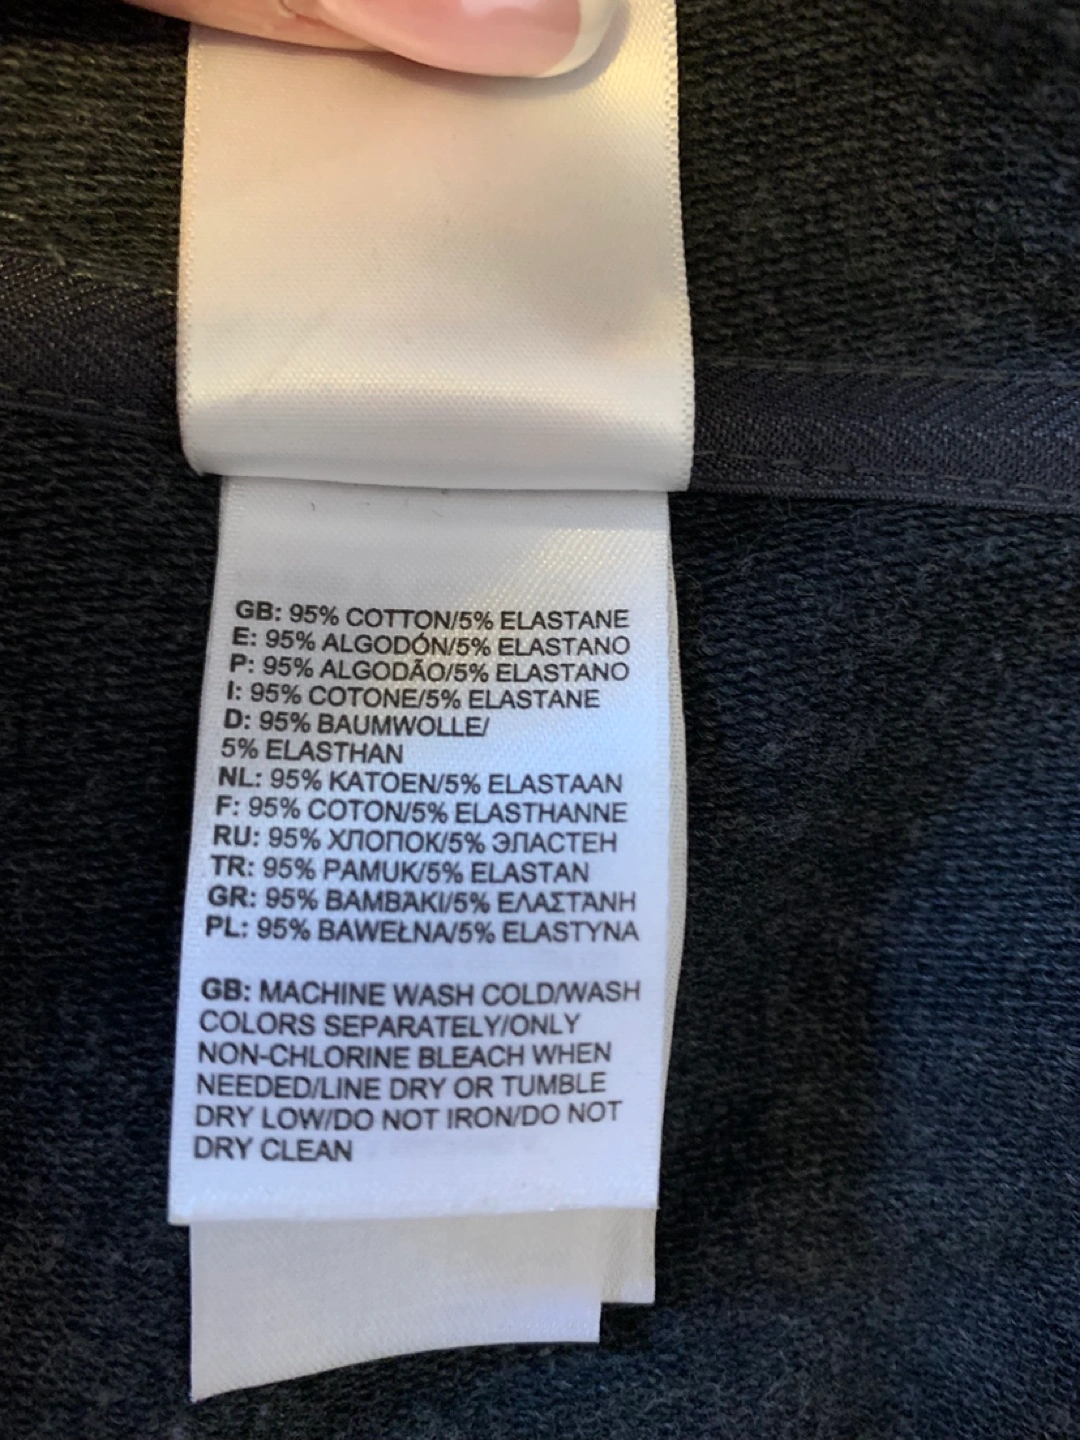 GB: 95% COTTON/5% ELASTANE
E: 95% ALGODÓN/5% ELASTANO
P: 95% ALGODÃO/5% ELASTANO
I: 95% COTONE/5% ELASTANE
D: 95% BAUMWOLLE/
5% ELASTHAN
NL: 95% KATOEN/5% ELASTAAN
F: 95% COTON/5% ELASTHANNE
RU: 95% ХЛОПОК/5% ЭЛАСТЕН
TR: 95% PAMUK/5% ELASTAN
GR: 95% ΒΑΜΒΆΚΙ/5% ΕΛΑΣΤΆΝΗ
PL: 95% BAWEŁNA/5% ELASTYNA
GB: MACHINE WASH COLD/WASH
COLORS SEPARATELY/ONLY
NON-CHLORINE BLEACH WHEN
NEEDED/LINE DRY OR TUMBLE
DRY LOW/DO NOT IRON/DO NOT
DRY CLEAN